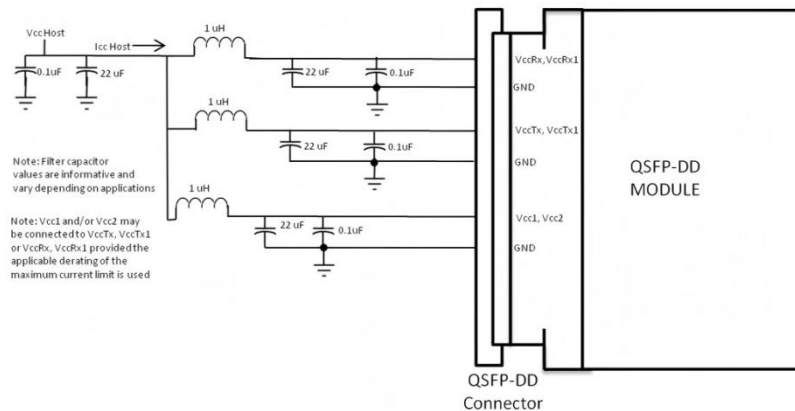 1 uH
Vcc Host
Icc Host
0.1uF
22 uF
22 uF
0.1uF
VccRx, VccRx1
GND
1 uH
22 uF
0.1uF
VccTx, VccTx1
GND
Note: Filter capacitor
values are informative and
vary depending on applications
1 uH
22 uF
0.1uF
Vcc1, Vcc2
GND
Note: Vcc1 and/or Vcc2 may
be connected to VccTx, VccTx1
or VccRx, VccRx1 provided the
applicable derating of the
maximum current limit is used
QSFP-DD
MODULE
QSFP-DD
Connector